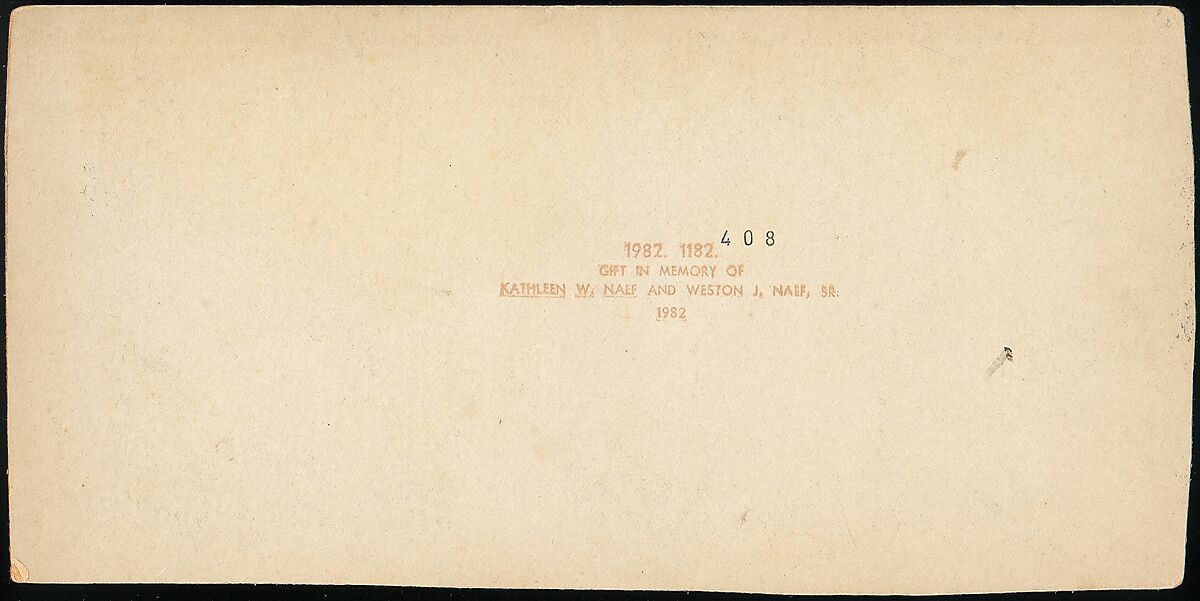 1982. 1182. 408
GIFT IN MEMORY OF
KATHLEEN W. NAEF AND WESTON J. NAEF, SR.
1982